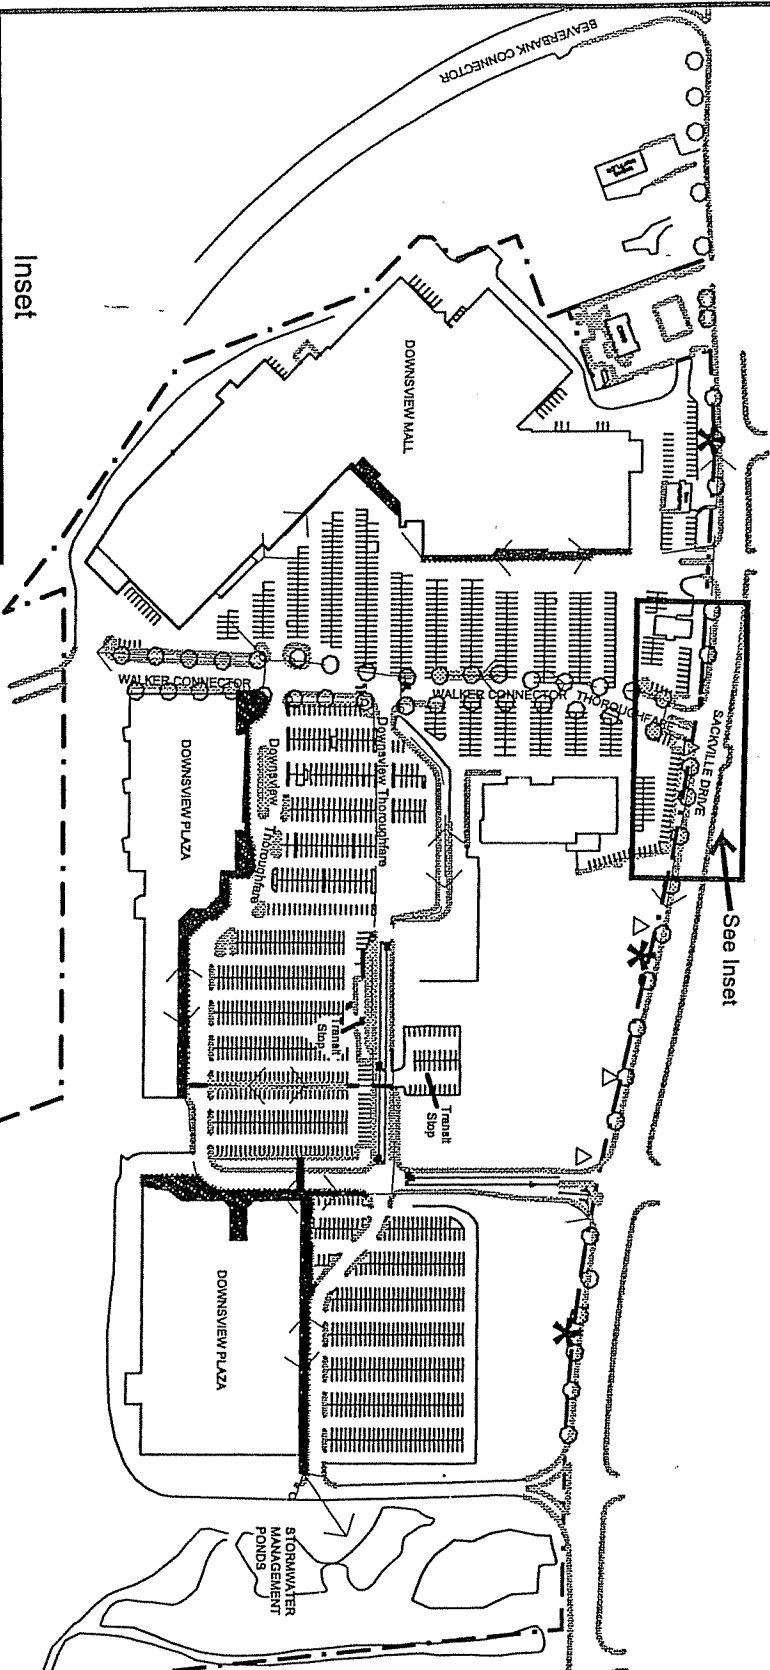 BEAVERBANK CONNECTOR
Inset
DOWNSVIEW MALL
WALKER CONNECTOR
WALKER CONNECTOR
THOROUGHFARE
SACKVILLE DRIVE
See Inset
DOWNSVIEW PLAZA
Downsview Thoroughfare
Downsview Thoroughfare
Transit
Stop
Transit
Stop
DOWNSVIEW PLAZA
STORMWATER
MANAGEMENT
PONDS